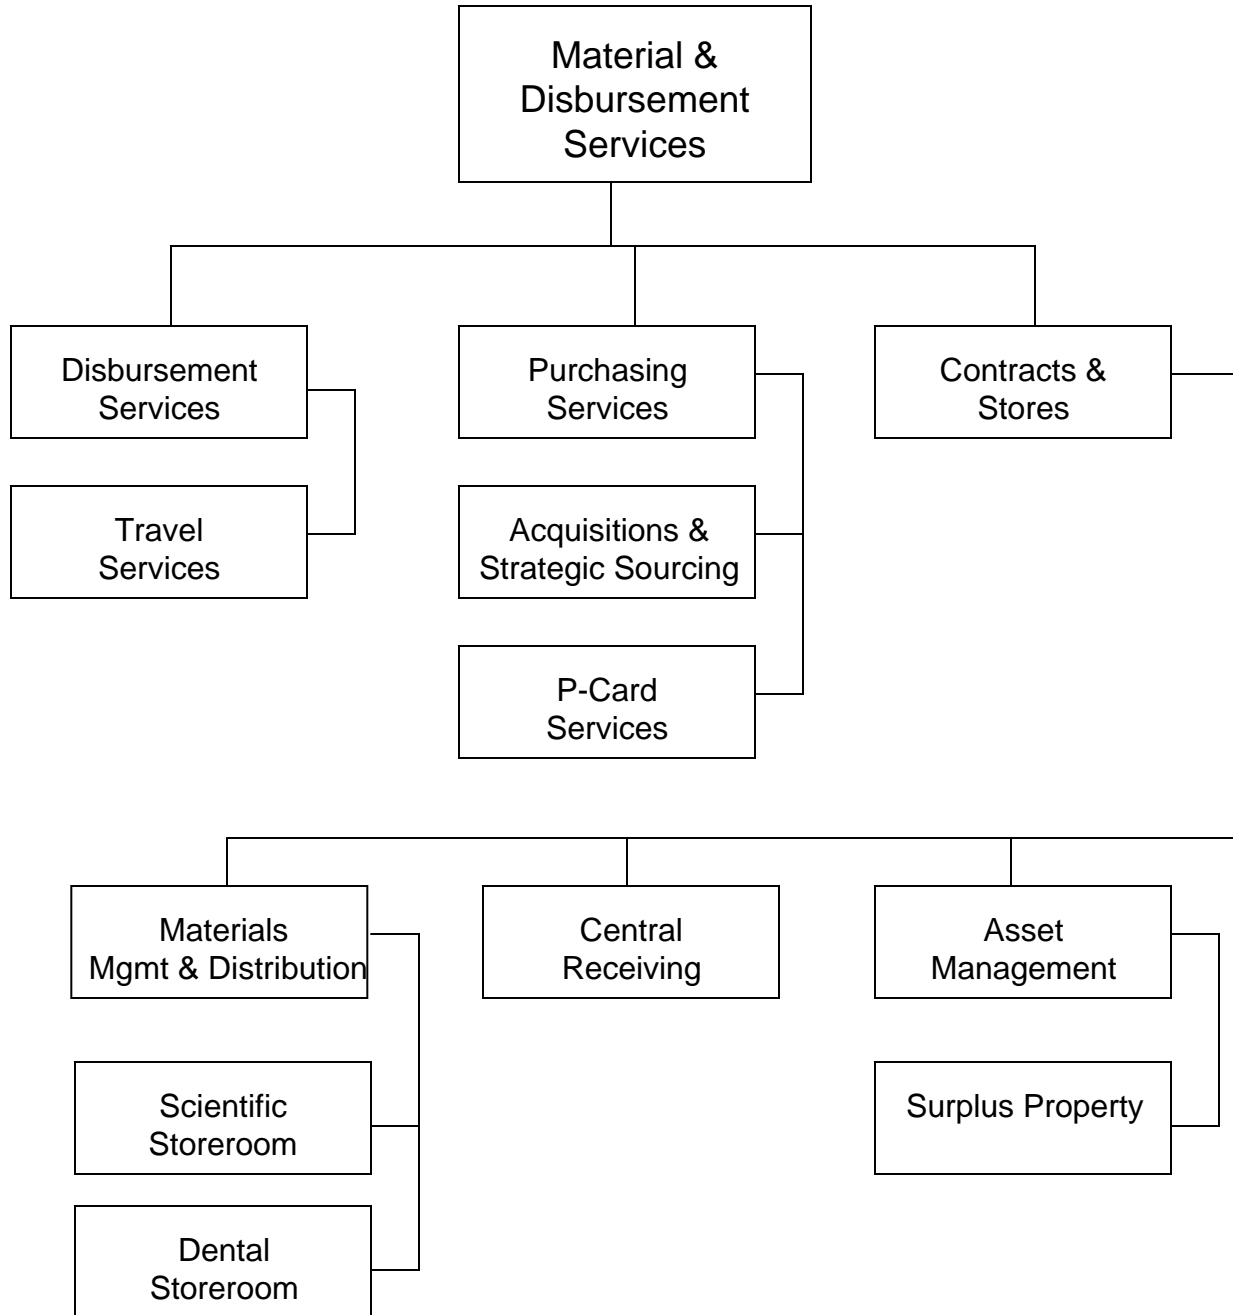 Material &
Disbursement
Services
Disbursement
Services
Purchasing
Services
Contracts &
Stores
Travel
Services
Acquisitions &
Strategic Sourcing
P-Card
Services
Materials
Mgmt & Distribution
Central
Receiving
Asset
Management
Scientific
Storeroom
Surplus Property
Dental
Storeroom